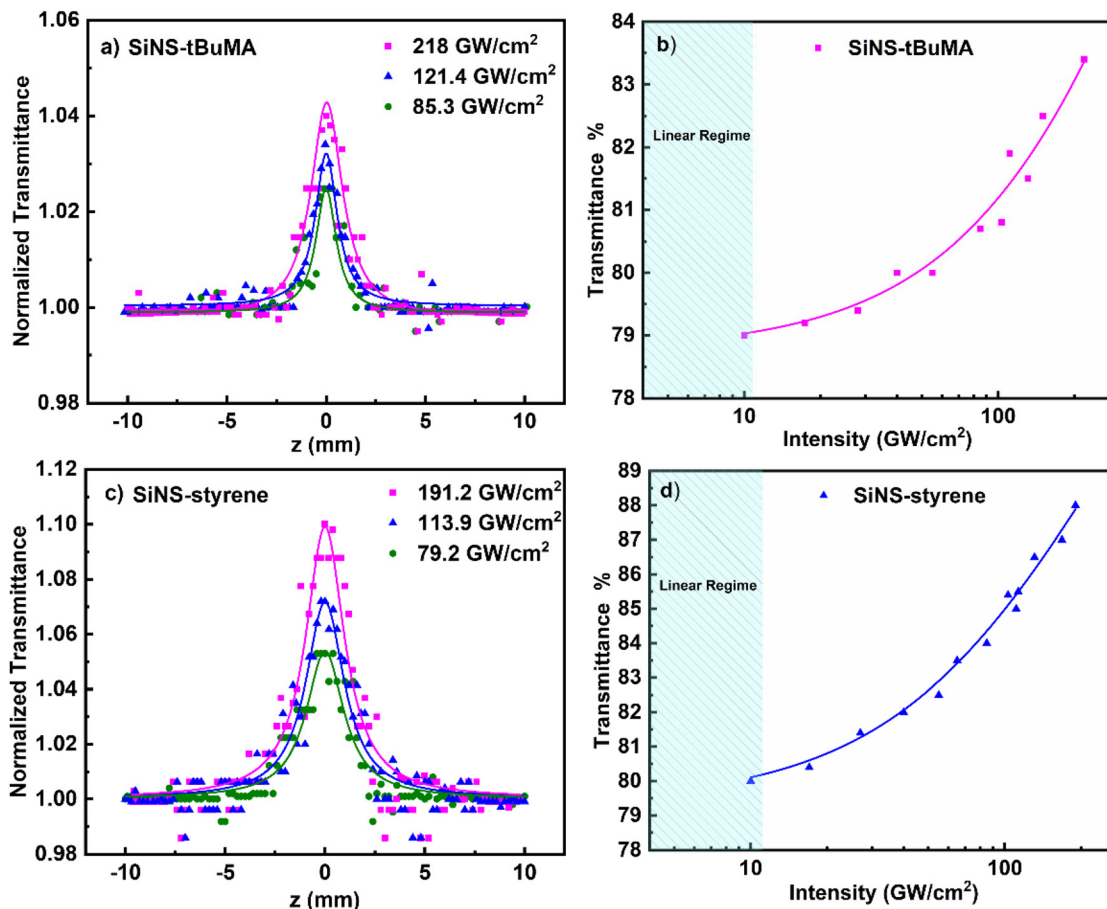 a) SiNS-tBuMA
218 GW/cm²
121.4 GW/cm²
85.3 GW/cm²
Normalized Transmittance
1.06
1.04
1.02
1.00
0.98
-10
-5
0
5
10
z (mm)
b) SiNS-tBuMA
Linear Regime
Transmittance %
84
83
82
81
80
79
78
10
100
Intensity (GW/cm²)
c) SiNS-styrene
191.2 GW/cm²
113.9 GW/cm²
79.2 GW/cm²
Normalized Transmittance
1.12
1.10
1.08
1.06
1.04
1.02
1.00
0.98
-10
-5
0
5
10
z (mm)
d) SiNS-styrene
Linear Regime
Transmittance %
89
88
87
86
85
84
83
82
81
80
79
78
10
100
Intensity (GW/cm²)